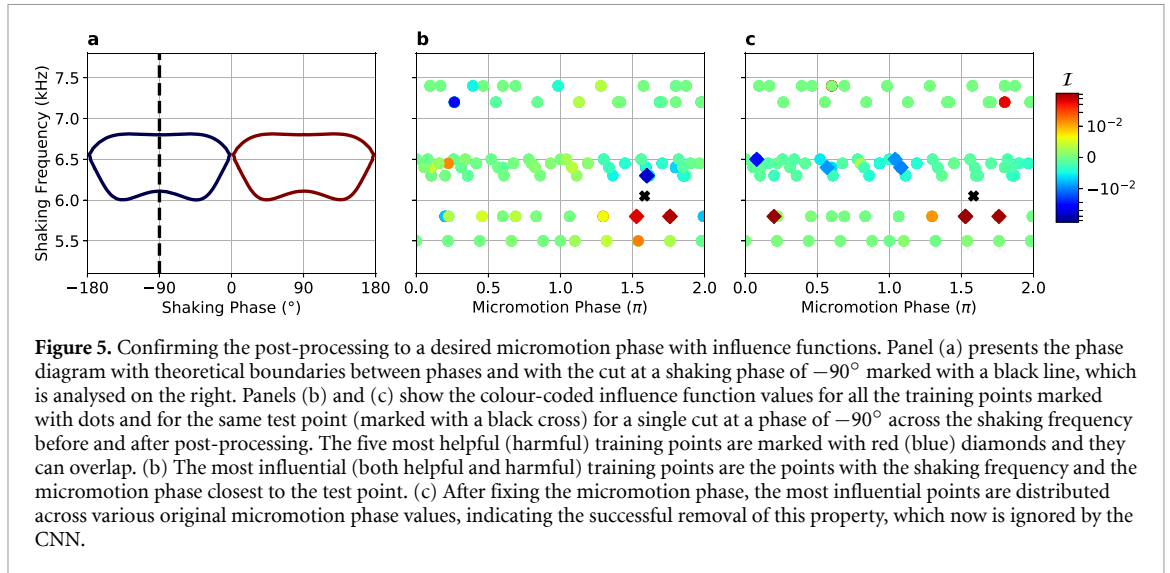 a
b
c
Shaking Frequency (kHz)
7.5
7.0
6.5
6.0
5.5
−180
−90
0
90
180
Shaking Phase (°)
0.0
0.5
1.0
1.5
2.0
Micromotion Phase (π)
0.0
0.5
1.0
1.5
2.0
Micromotion Phase (π)
I
10⁻²
0
−10⁻²
Figure 5. Confirming the post-processing to a desired micromotion phase with influence functions. Panel (a) presents the phase
diagram with theoretical boundaries between phases and with the cut at a shaking phase of −90° marked with a black line, which
is analysed on the right. Panels (b) and (c) show the colour-coded influence function values for all the training points marked
with dots and for the same test point (marked with a black cross) for a single cut at a phase of −90° across the shaking frequency
before and after post-processing. The five most helpful (harmful) training points are marked with red (blue) diamonds and they
can overlap. (b) The most influential (both helpful and harmful) training points are the points with the shaking frequency and the
micromotion phase closest to the test point. (c) After fixing the micromotion phase, the most influential points are distributed
across various original micromotion phase values, indicating the successful removal of this property, which now is ignored by the
CNN.